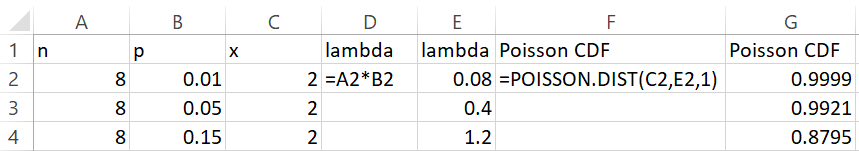 A B C D E F G
1 n p x lambda lambda Poisson CDF Poisson CDF
2 8 0.01 2 =A2*B2 0.08 =POISSON.DIST(C2,E2,1) 0.9999
3 8 0.05 2 0.4 0.9921
4 8 0.15 2 1.2 0.8795